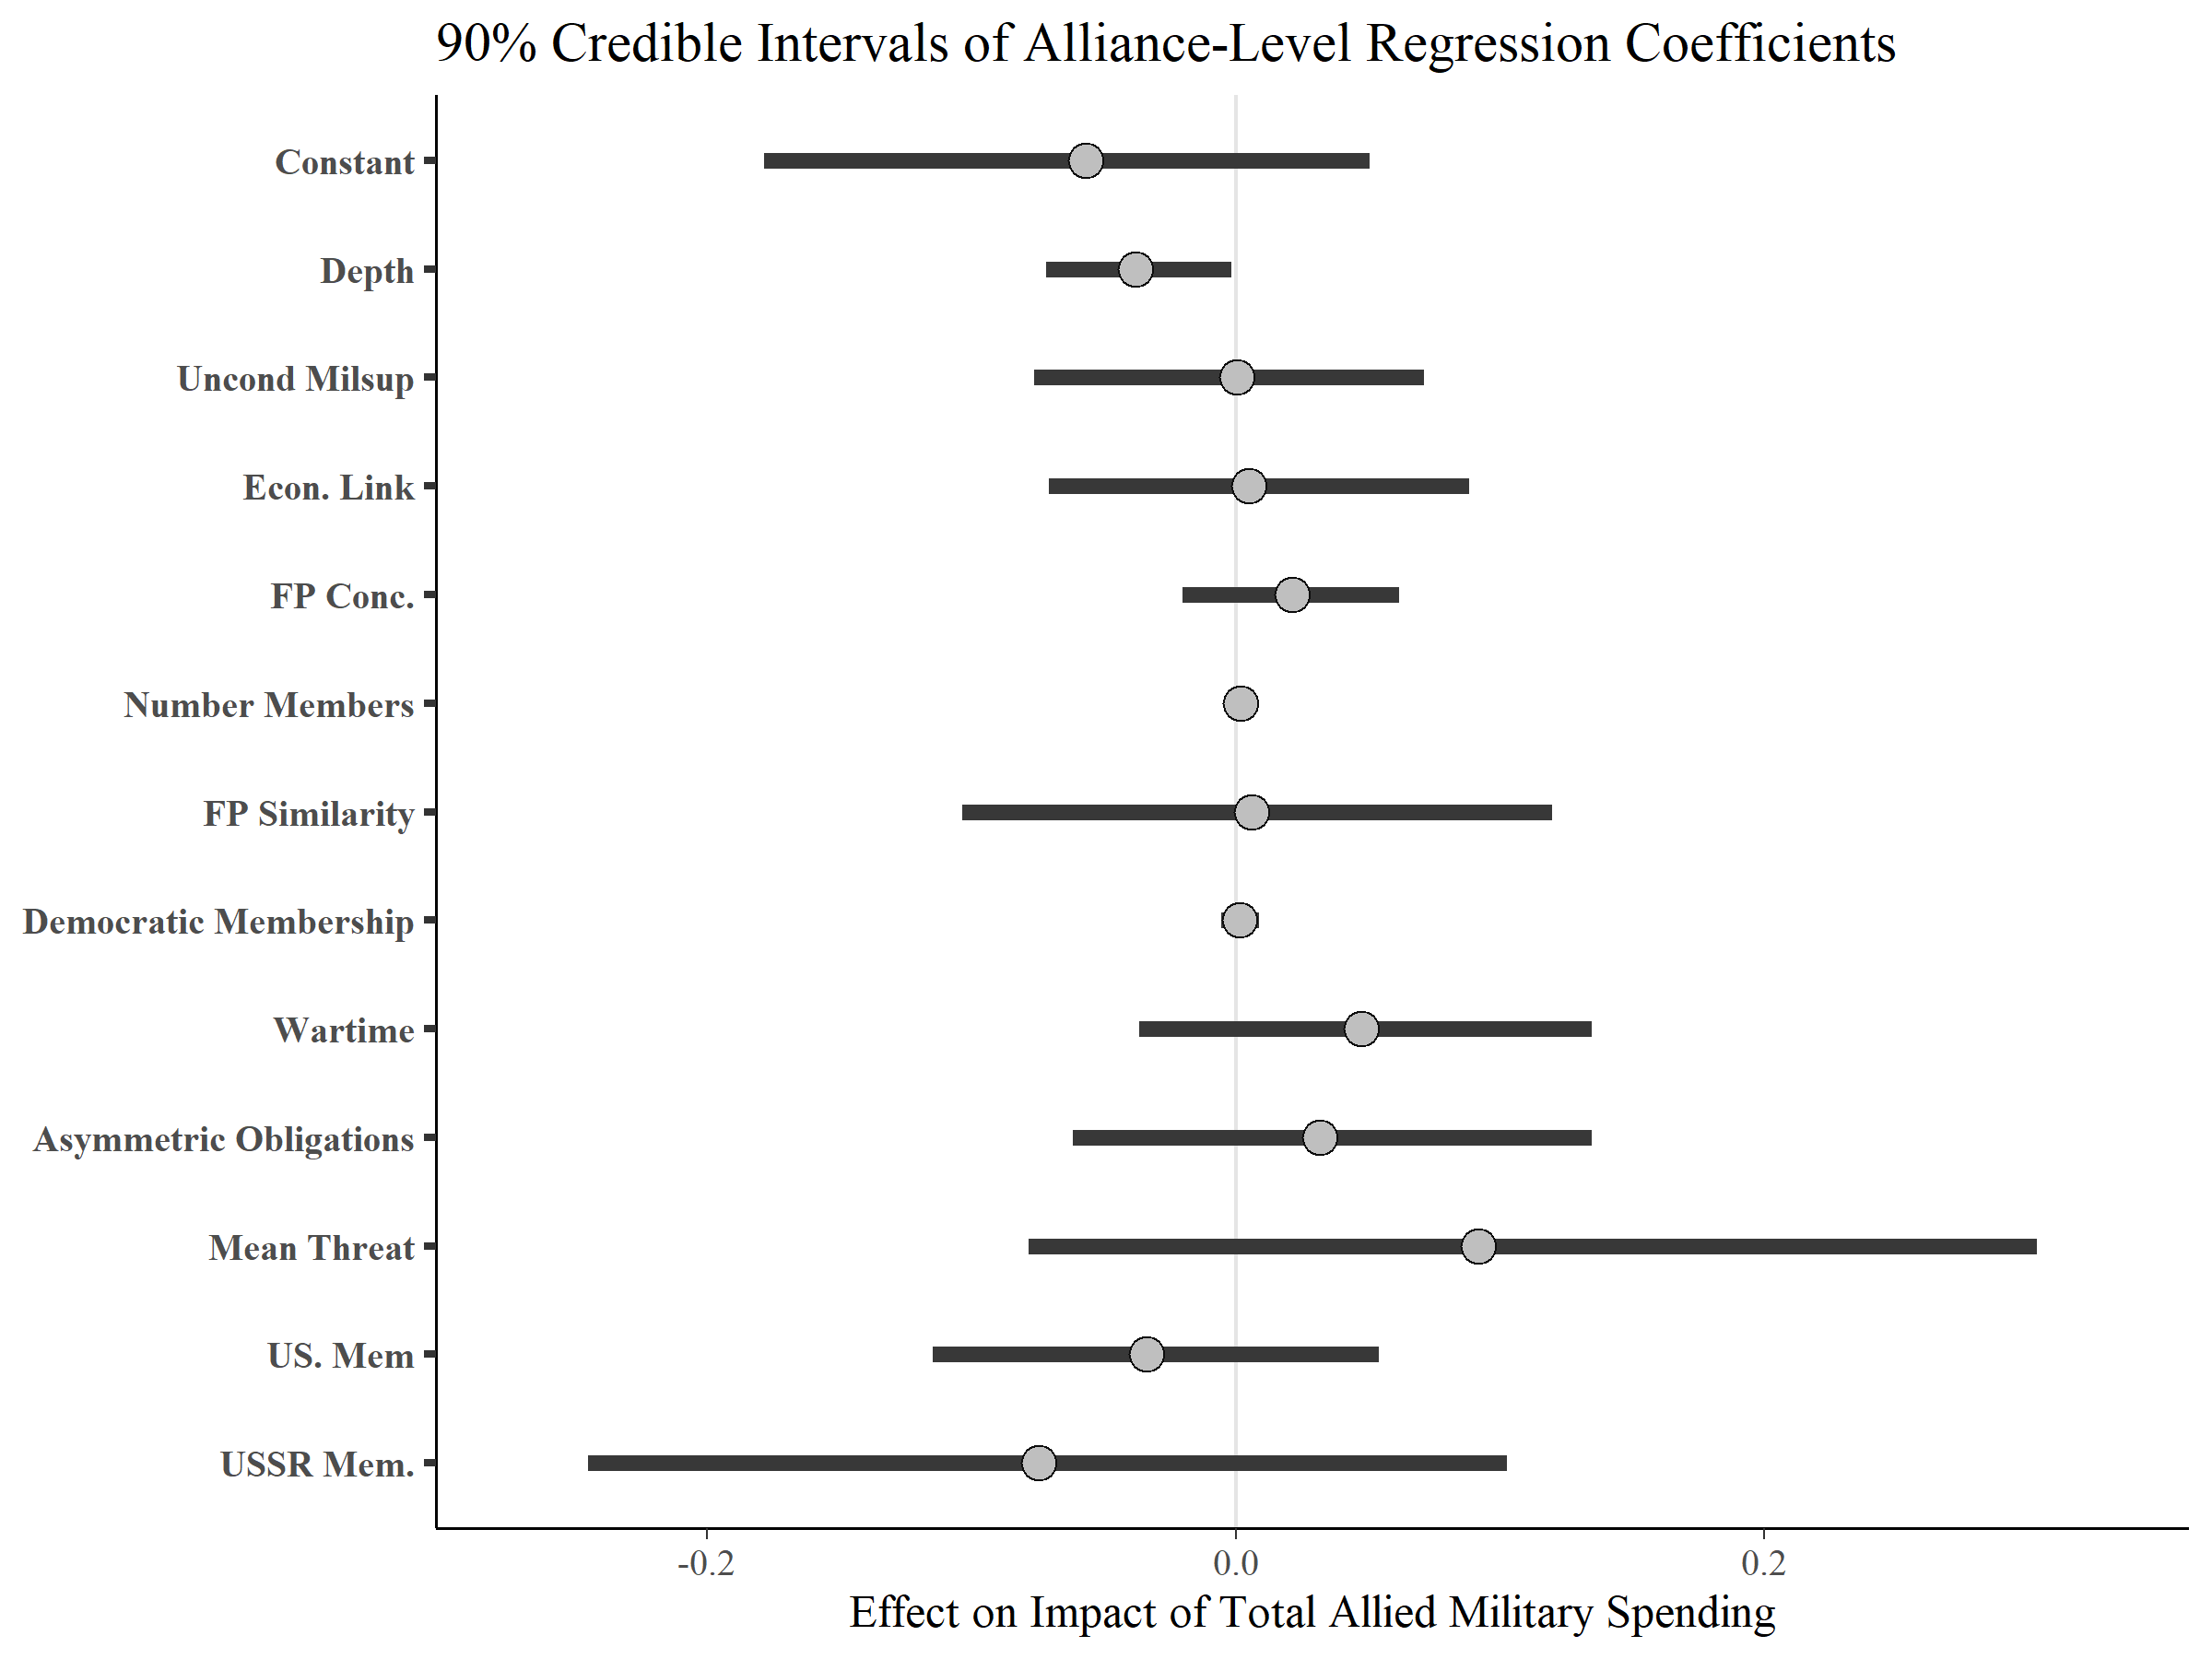 90% Credible Intervals of Alliance-Level Regression Coefficients
Constant
Depth
Uncond Milsup
Econ. Link
FP Conc.
Number Members
FP Similarity
Democratic Membership
Wartime
Asymmetric Obligations
Mean Threat
US. Mem
USSR Mem.
-0.2 0.0 0.2
Effect on Impact of Total Allied Military Spending